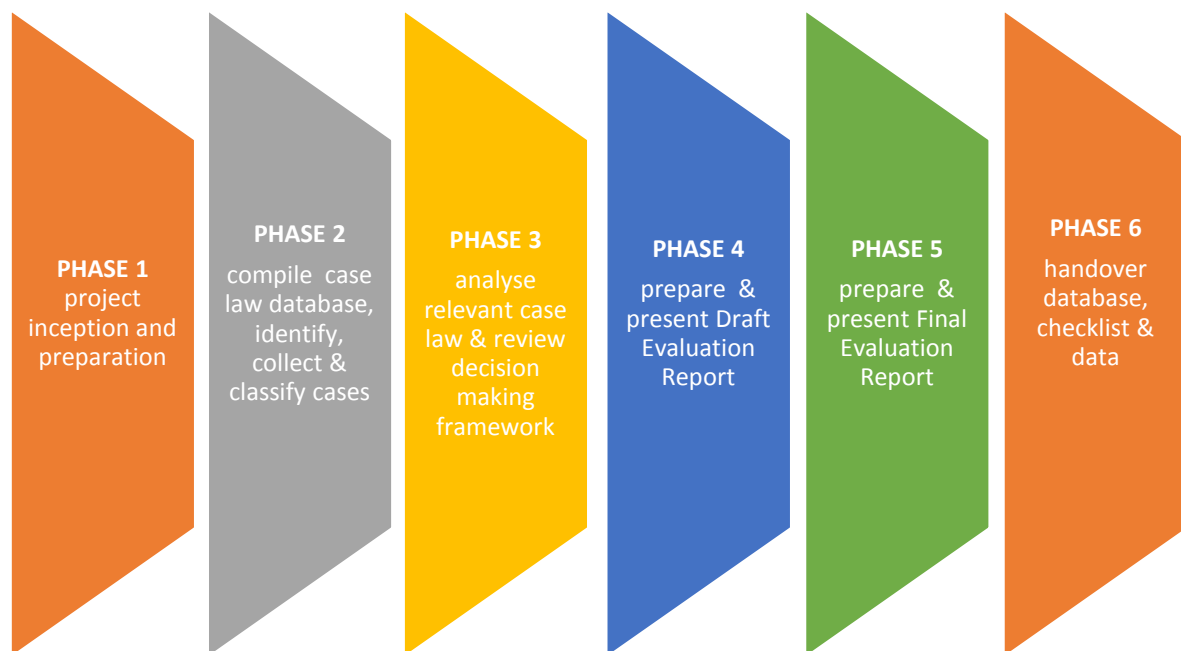 PHASE 1
project
inception and
preparation
PHASE 2
compile case
law database,
identify,
collect &
classify cases
PHASE 3
analyse
relevant case
law & review
decision
making
framework
PHASE 4
prepare &
present Draft
Evaluation
Report
PHASE 5
prepare &
present Final
Evaluation
Report
PHASE 6
handover
database,
checklist &
data